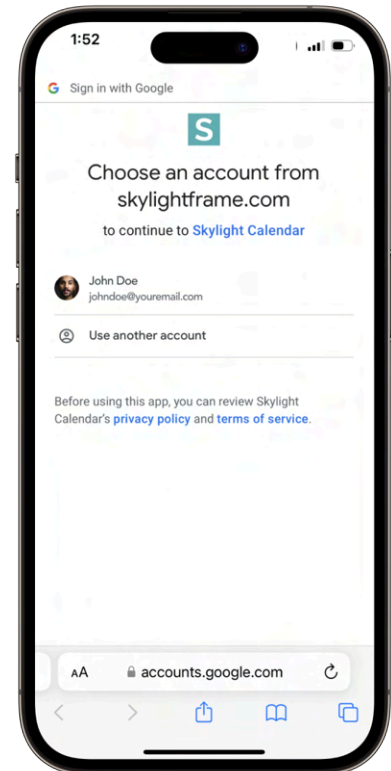 1:52
Sign in with Google
S
Choose an account from
skylightframe.com
to continue to Skylight Calendar
John Doe
johndoe@youremail.com
Use another account
Before using this app, you can review Skylight
Calendar's privacy policy and terms of service.
AA accounts.google.com